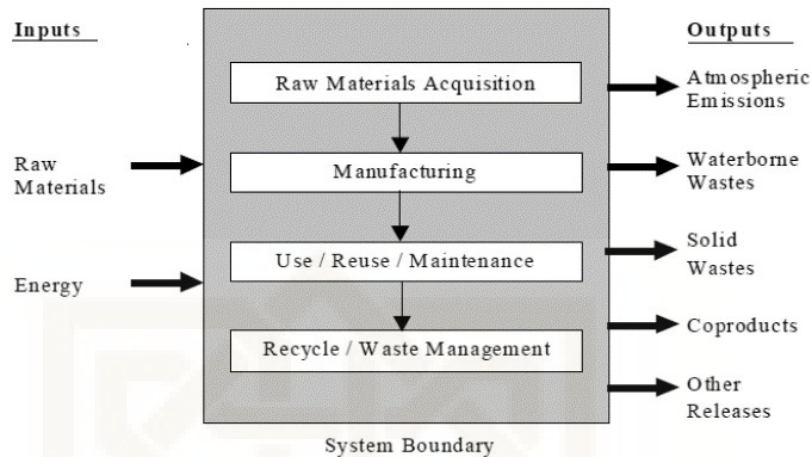 Inputs
Raw
Materials
Energy
Raw Materials Acquisition
Manufacturing
Use / Reuse / Maintenance
Recycle / Waste Management
System Boundary
Outputs
Atmospheric
Emissions
Waterborne
Wastes
Solid
Wastes
Coproducts
Other
Releases